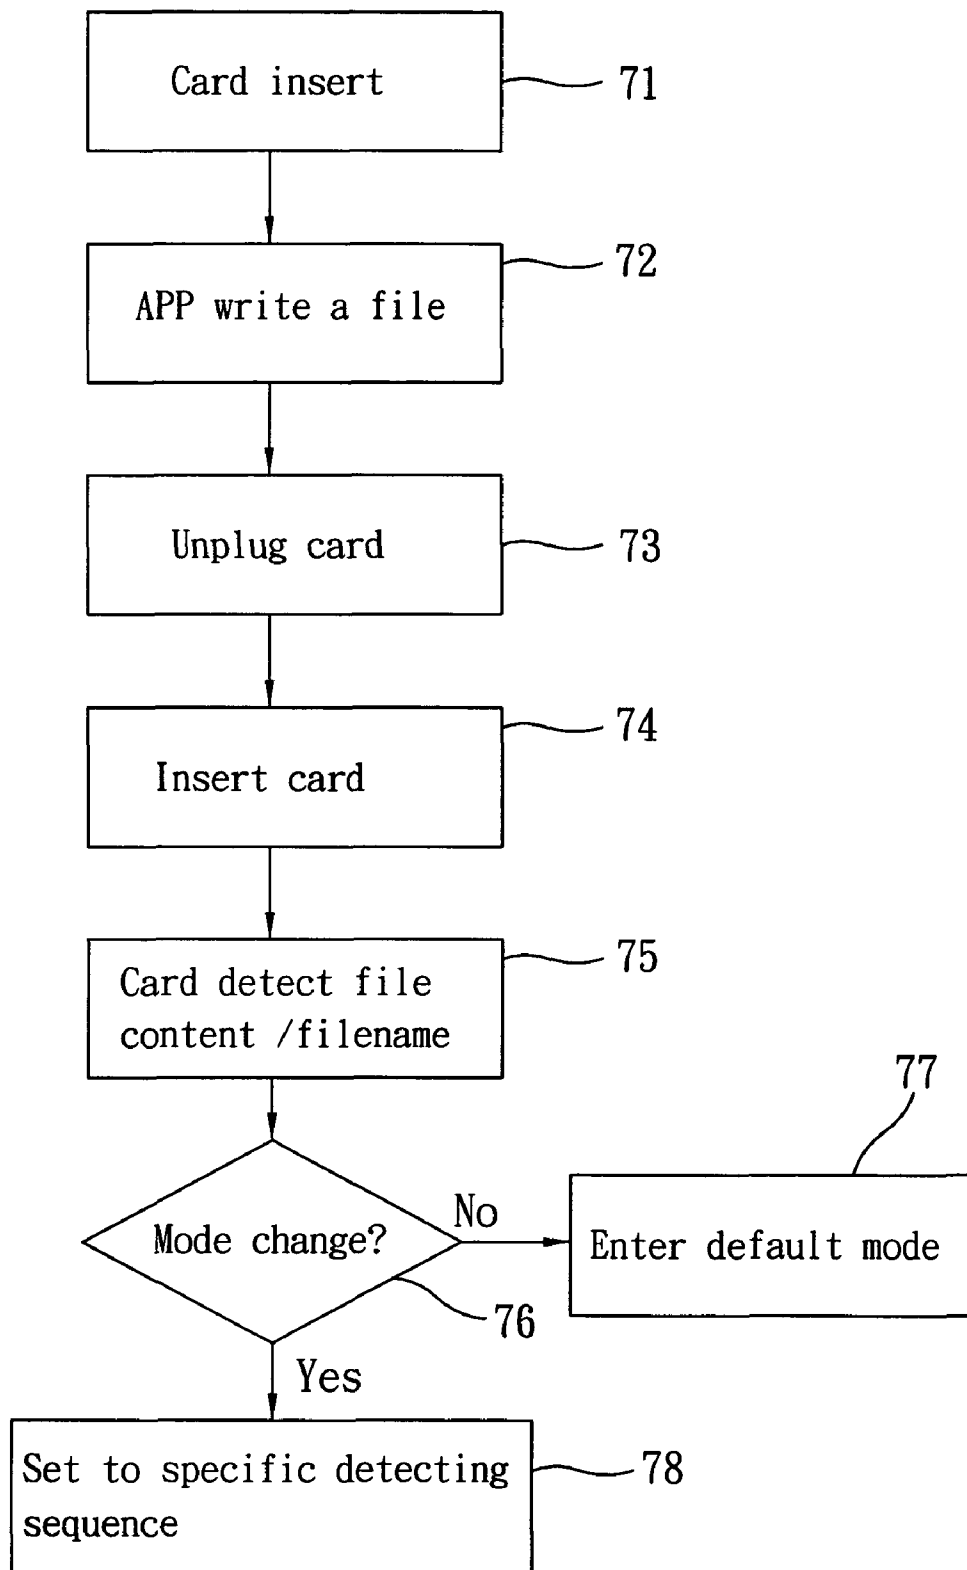 Card insert
71
APP write a file
72
Unplug card
73
Insert card
74
Card detect file
content /filename
75
Mode change?
76
No
Enter default mode
77
Yes
Set to specific detecting
sequence
78